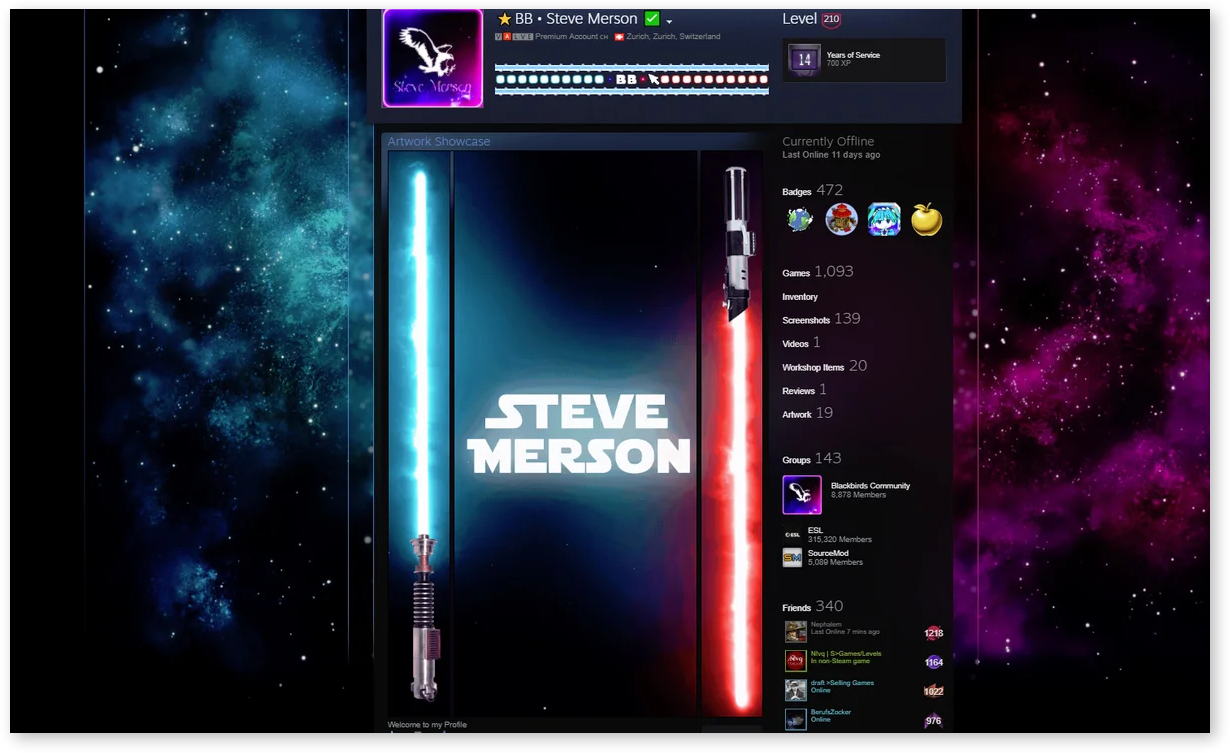 BB • Steve Merson
VALVE Premium Account CH Zurich, Zurich, Switzerland
BB
Steve Merson
Level 210
14
Years of Service
700 XP
Artwork Showcase
STEVE
MERSON
Welcome to my Profile
Currently Offline
Last Online 11 days ago
Badges 472
Games 1,093
Inventory
Screenshots 139
Videos 1
Workshop Items 20
Reviews 1
Artwork 19
Groups 143
Blackbirds Community
8,878 Members
ESL
ESL
315,320 Members
SM
SourceMod
5,089 Members
Friends 340
Nephalem
Last Online 7 mins ago
1218
N!vq | S>Games/Levels
In non-Steam game
1164
draft >Selling Games
Online
1022
BerufsZocker
Online
976